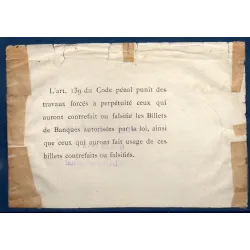 L'art. 139 du Code pénal punit des
travaux forcés à perpétuité ceux qui
auront contrefait ou falsifié les Billets
de Banques autorisées par la loi, ainsi
que ceux qui auront fait usage de ces
billets contrefaits ou falsifiés.